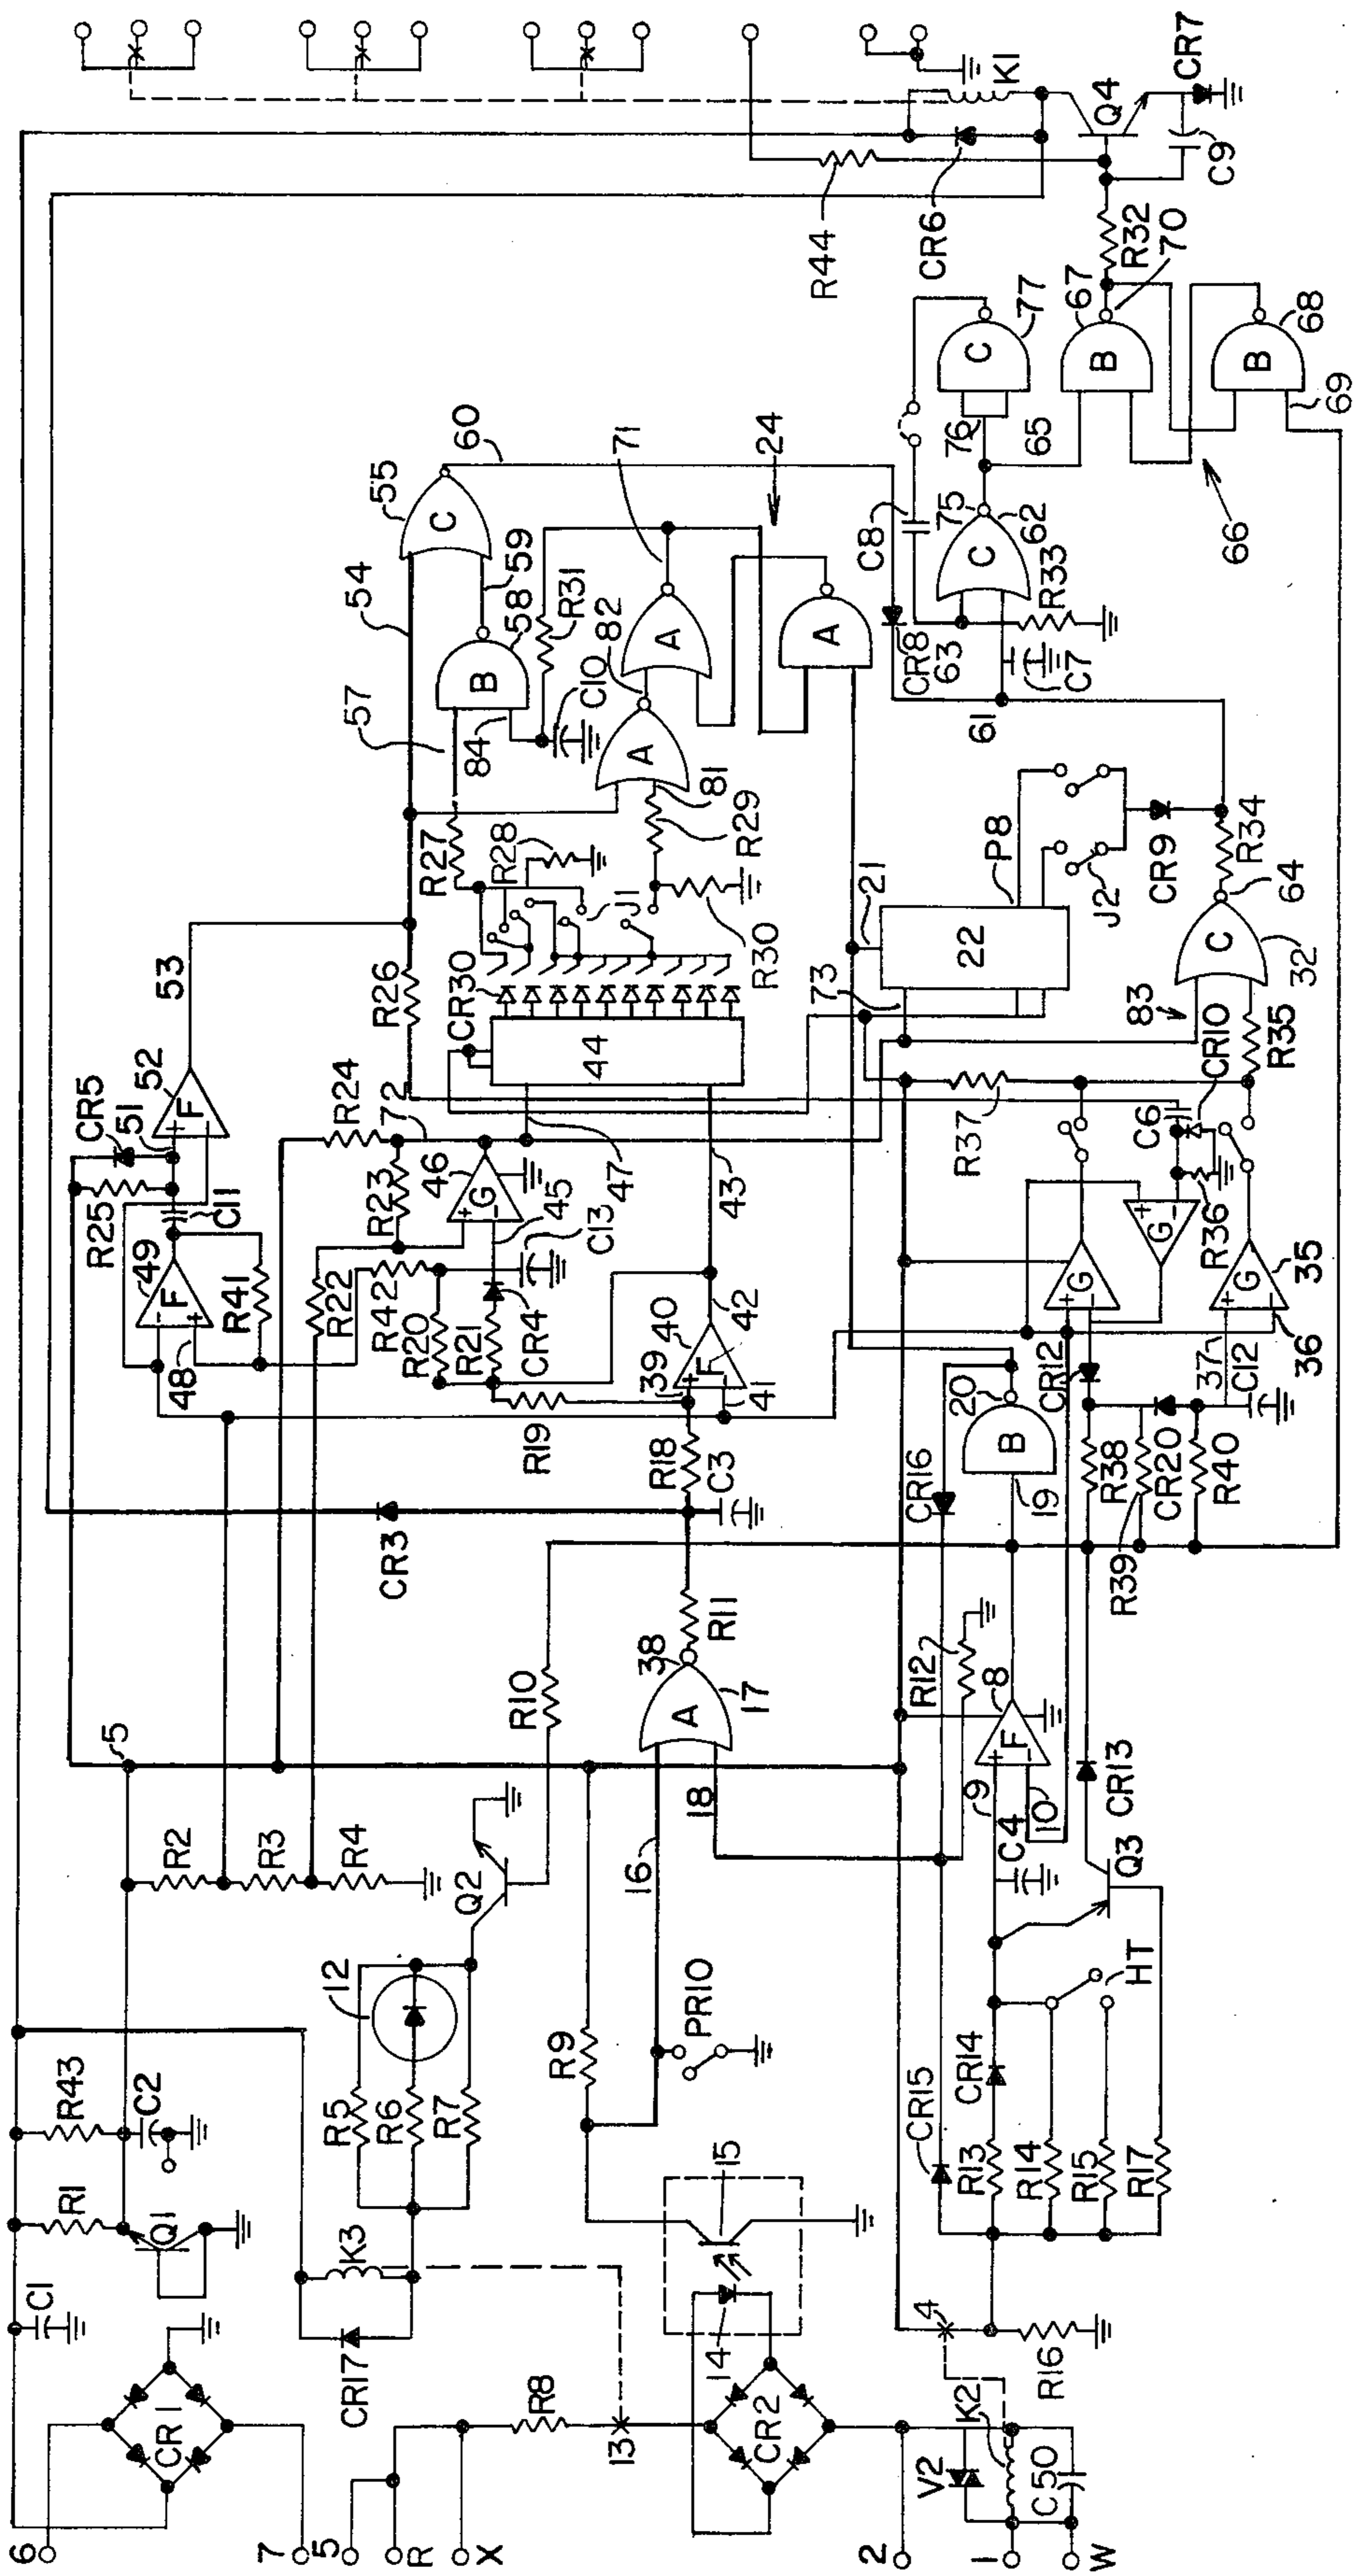 6
7
5
R
X
2
1
W
C1
CR1
R1
Q1
R43
C2
K3
CR17
R8
13
CR2
14
15
V2
K2
C50
4
R16
R5
R6
R7
12
R9
PR10
CR15
R13
R14
R15
R17
CR14
HT
Q3
CR13
C4
9
10
F
8
R12
16
18
A
17
38
R11
Q2
R10
R2
R3
R4
5
CR3
C3
R18
R19
39
41
40
F
42
43
CR16
19
B
20
R38
R39
CR20
R40
CR12
37
C12
36
35
G
G
G
R36
C6
CR10
R37
R35
83
C
32
64
R34
CR9
J2
P8
22
21
73
48
49
F
R41
C11
R25
51
CR5
52
F
53
R22
R42
R20
R21
CR4
C13
45
46
G
R23
R24
72
47
44
CR30
R26
R27
R28
J1
R29
R30
81
A
82
A
A
71
24
57
54
84
B
58
59
C10
R31
55
C
60
C8
CR8
63
61
C7
R33
C
62
75
76
65
C
77
B
67
70
B
68
69
66
R32
R44
CR6
K1
Q4
C9
CR7